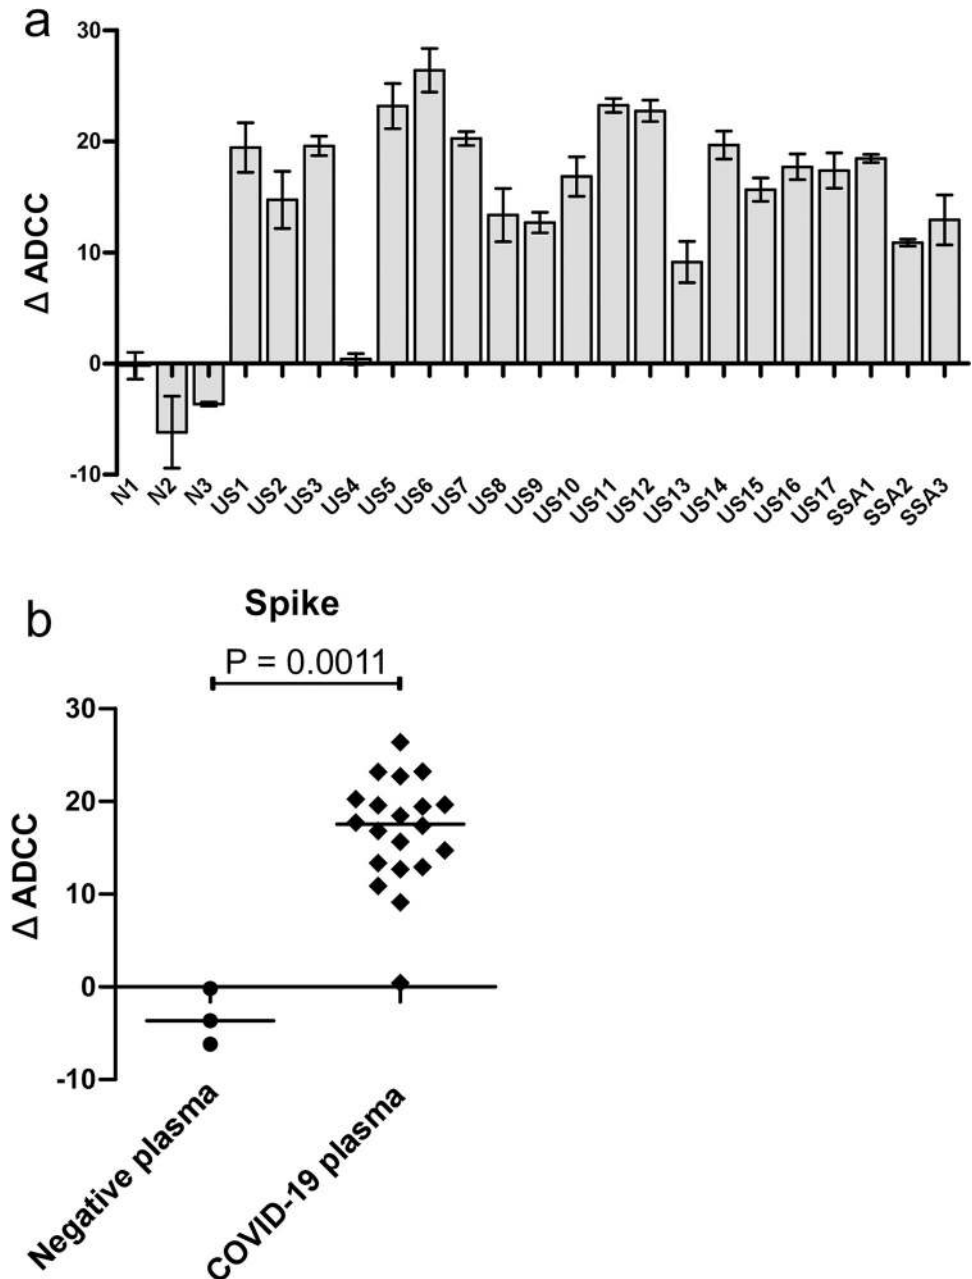 a
30
20
10
0
-10
Δ ADCC
N1
N2
N3
US1
US2
US3
US4
US5
US6
US7
US8
US9
US10
US11
US12
US13
US14
US15
US16
US17
SSA1
SSA2
SSA3
b
Spike
P = 0.0011
30
20
10
0
-10
Δ ADCC
Negative plasma
COVID-19 plasma